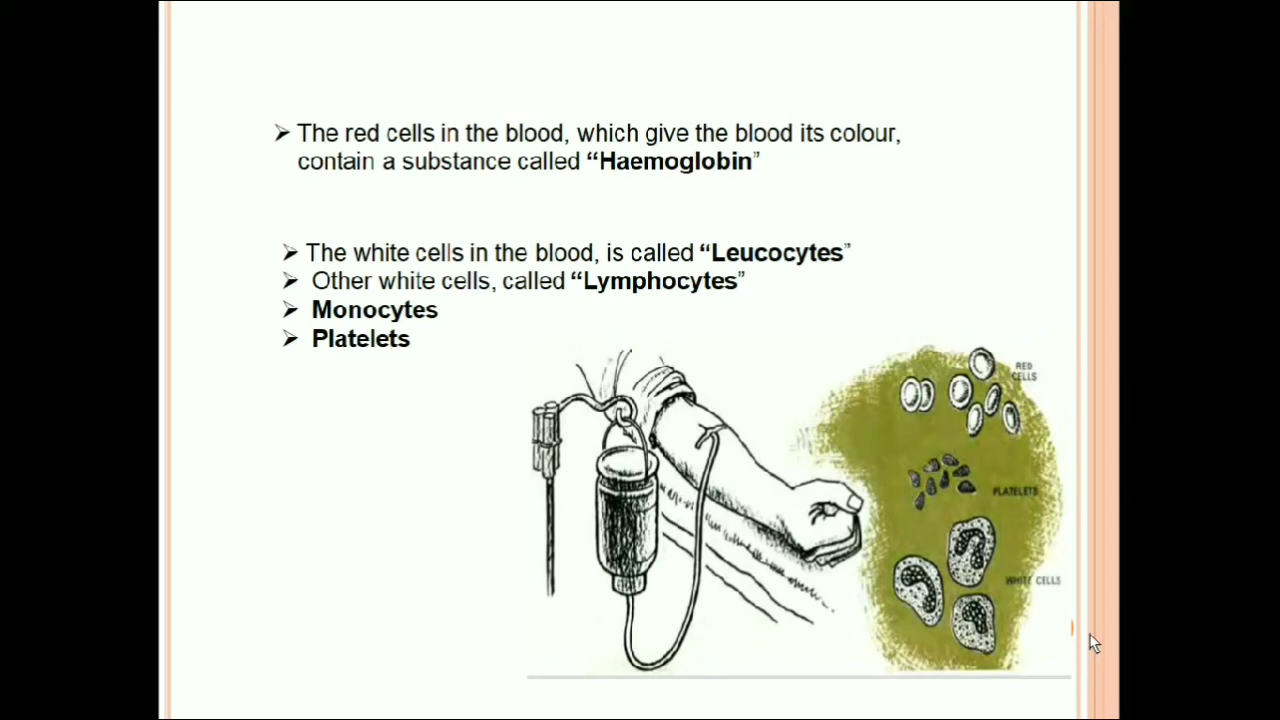 The red cells in the blood, which give the blood its colour,
contain a substance called “Haemoglobin”
The white cells in the blood, is called “Leucocytes”
Other white cells, called “Lymphocytes”
Monocytes
Platelets
RED
CELLS
PLATELETS
WHITE CELLS